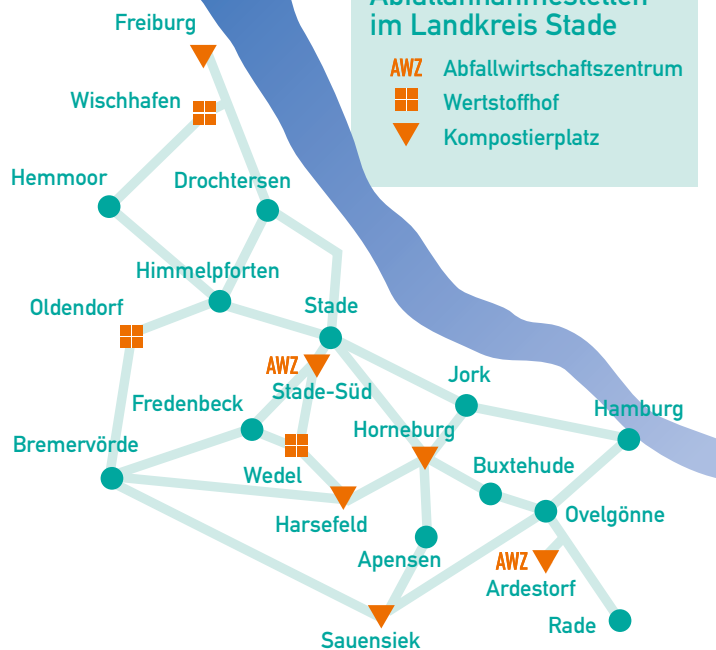 Abfallannahmestellen
im Landkreis Stade
AWZ Abfallwirtschaftszentrum
Wertstoffhof
Kompostierplatz
Freiburg
Wischhafen
Hemmoor
Drochtersen
Himmelpforten
Oldendorf
Stade
AWZ
Stade-Süd
Jork
Fredenbeck
Hamburg
Horneburg
Bremervörde
Wedel
Buxtehude
Harsefeld
Ovelgönne
Apensen
AWZ
Ardestorf
Rade
Sauensiek